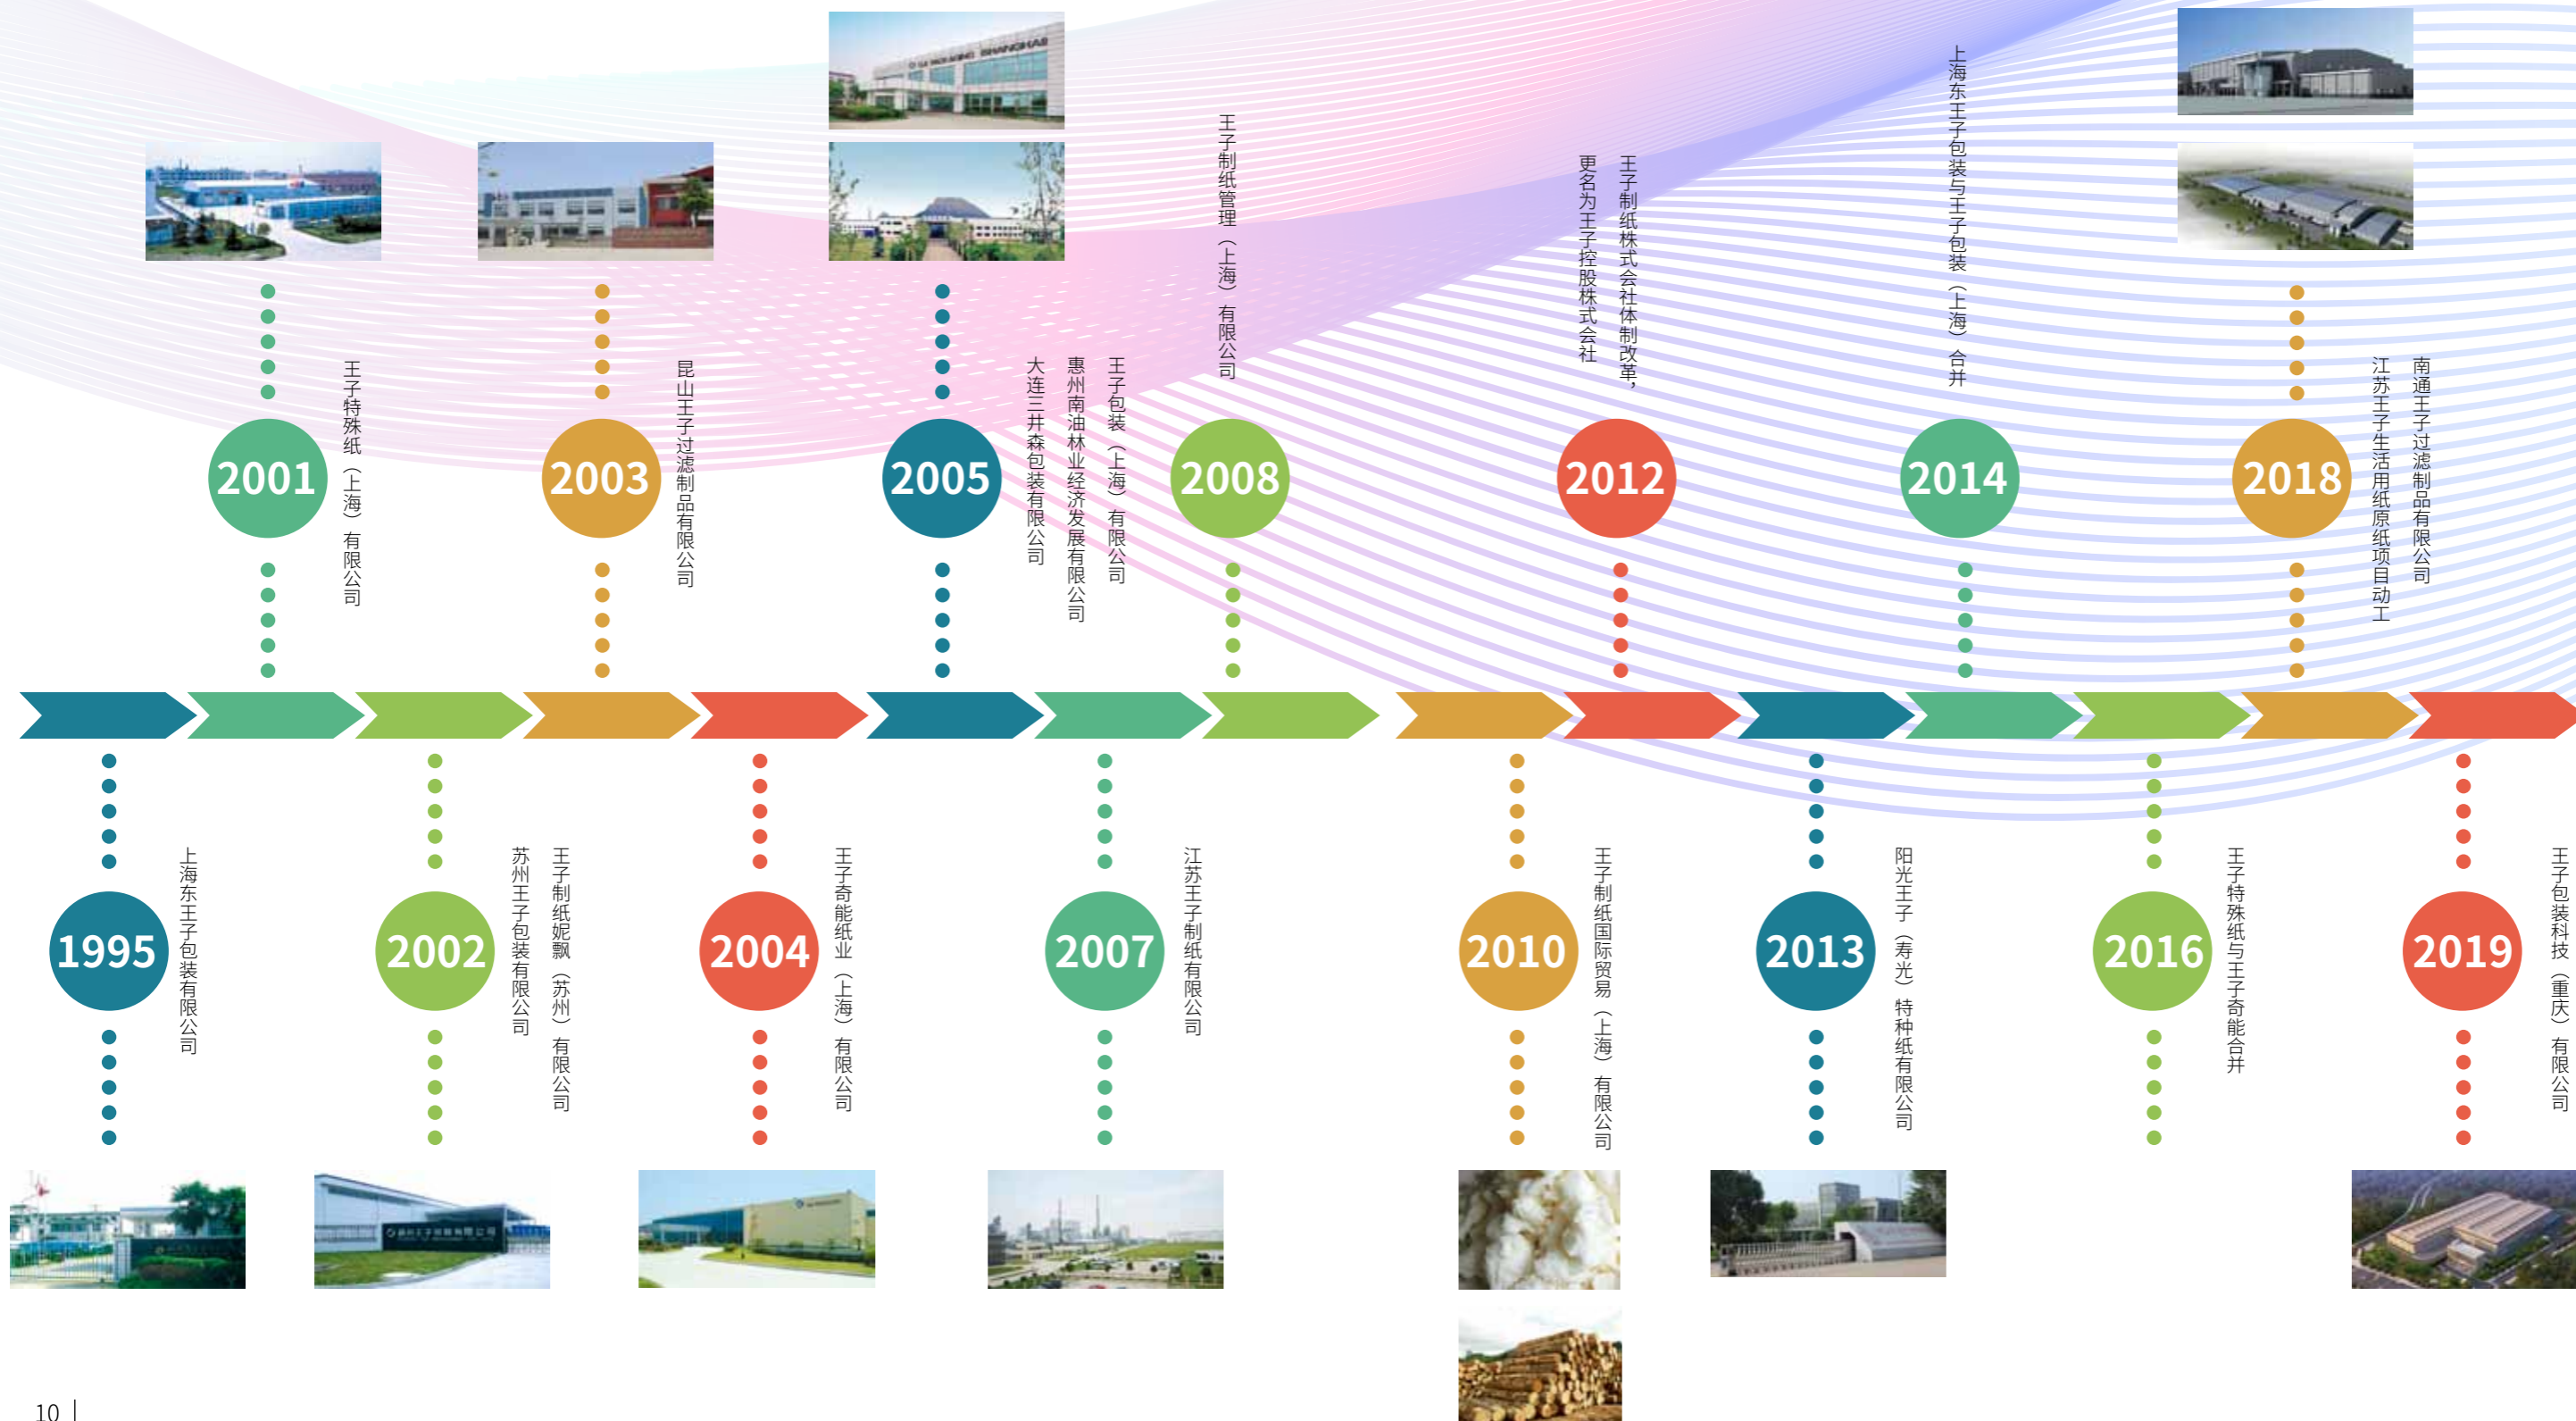 1995
上海东王子包装有限公司
2001
王子特殊纸（上海）有限公司
2002
王子制纸妮飘（苏州）有限公司
苏州王子包装有限公司
2003
昆山王子过滤制品有限公司
2004
王子奇能纸业（上海）有限公司
2005
王子包装（上海）有限公司
惠州南油林业经济发展有限公司
大连三井森包装有限公司
2007
江苏王子制纸有限公司
2008
王子制纸管理（上海）有限公司
2010
王子制纸国际贸易（上海）有限公司
2012
王子制纸株式会社体制改革，
更名为王子控股株式会社
2013
阳光王子（寿光）特种纸有限公司
2014
上海东王子包装与王子包装（上海）合并
2016
王子特殊纸与王子奇能合并
2018
南通王子过滤制品有限公司
江苏王子生活用纸原纸项目动工
2019
王子包装科技（重庆）有限公司
PACKAGING SHANGHAI
10